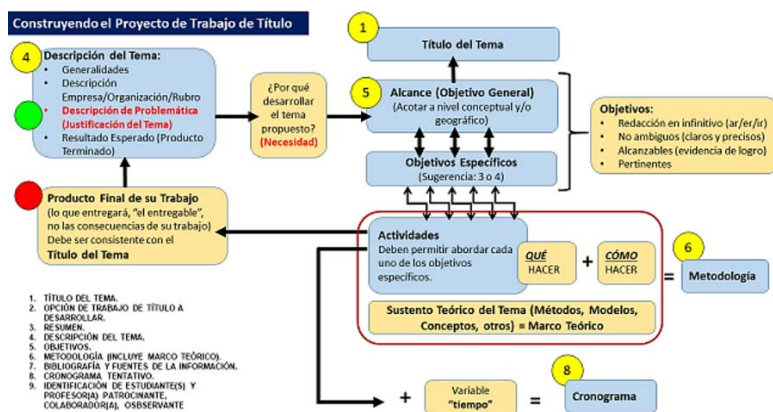 Construyendo el Proyecto de Trabajo de Título
1
Título del Tema
4
Descripción del Tema:
• Generalidades
• Descripción
Empresa/Organización/Rubro
• Descripción de Problemática
(Justificación del Tema)
• Resultado Esperado (Producto
Terminado)
¿Por qué
desarrollar
el tema
propuesto?
(Necesidad)
5
Alcance (Objetivo General)
(Acotar a nivel conceptual y/o
geográfico)
Objetivos:
• Redacción en infinitivo (ar/er/ir)
• No ambiguos (claros y precisos)
• Alcanzables (evidencia de logro)
• Pertinentes
Objetivos Específicos
(Sugerencia: 3 o 4)
Producto Final de su Trabajo
(lo que entregará, "el entregable",
no las consecuencias de su trabajo)
Debe ser consistente con el
Título del Tema
Actividades
Deben permitir abordar cada
uno de los objetivos
específicos.
QUÉ
HACER
+
CÓMO
HACER
=
6
Metodología
Sustento Teórico del Tema (Métodos, Modelos,
Conceptos, otros) = Marco Teórico
1. TÍTULO DEL TEMA.
2. OPCIÓN DE TRABAJO DE TÍTULO A
DESARROLLAR.
3. RESUMEN.
4. DESCRIPCIÓN DEL TEMA.
5. OBJETIVOS.
6. METODOLOGÍA (INCLUYE MARCO TEÓRICO).
7. BIBLIOGRAFÍA Y FUENTES DE LA INFORMACIÓN.
8. CRONOGRAMA TENTATIVO.
9. IDENTIFICACIÓN DE ESTUDIANTE(S) Y
PROFESOR(A) PATROCINANTE,
COLABORADOR(A), OSBSERVANTE
+
Variable
"tiempo"
=
8
Cronograma